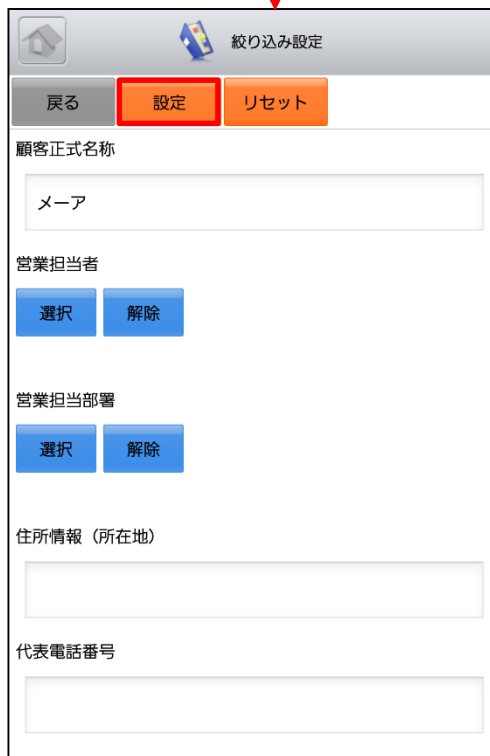 絞り込み設定
戻る 設定 リセット
顧客正式名称
メーア
営業担当者
選択 解除
営業担当部署
選択 解除
住所情報（所在地）
代表電話番号